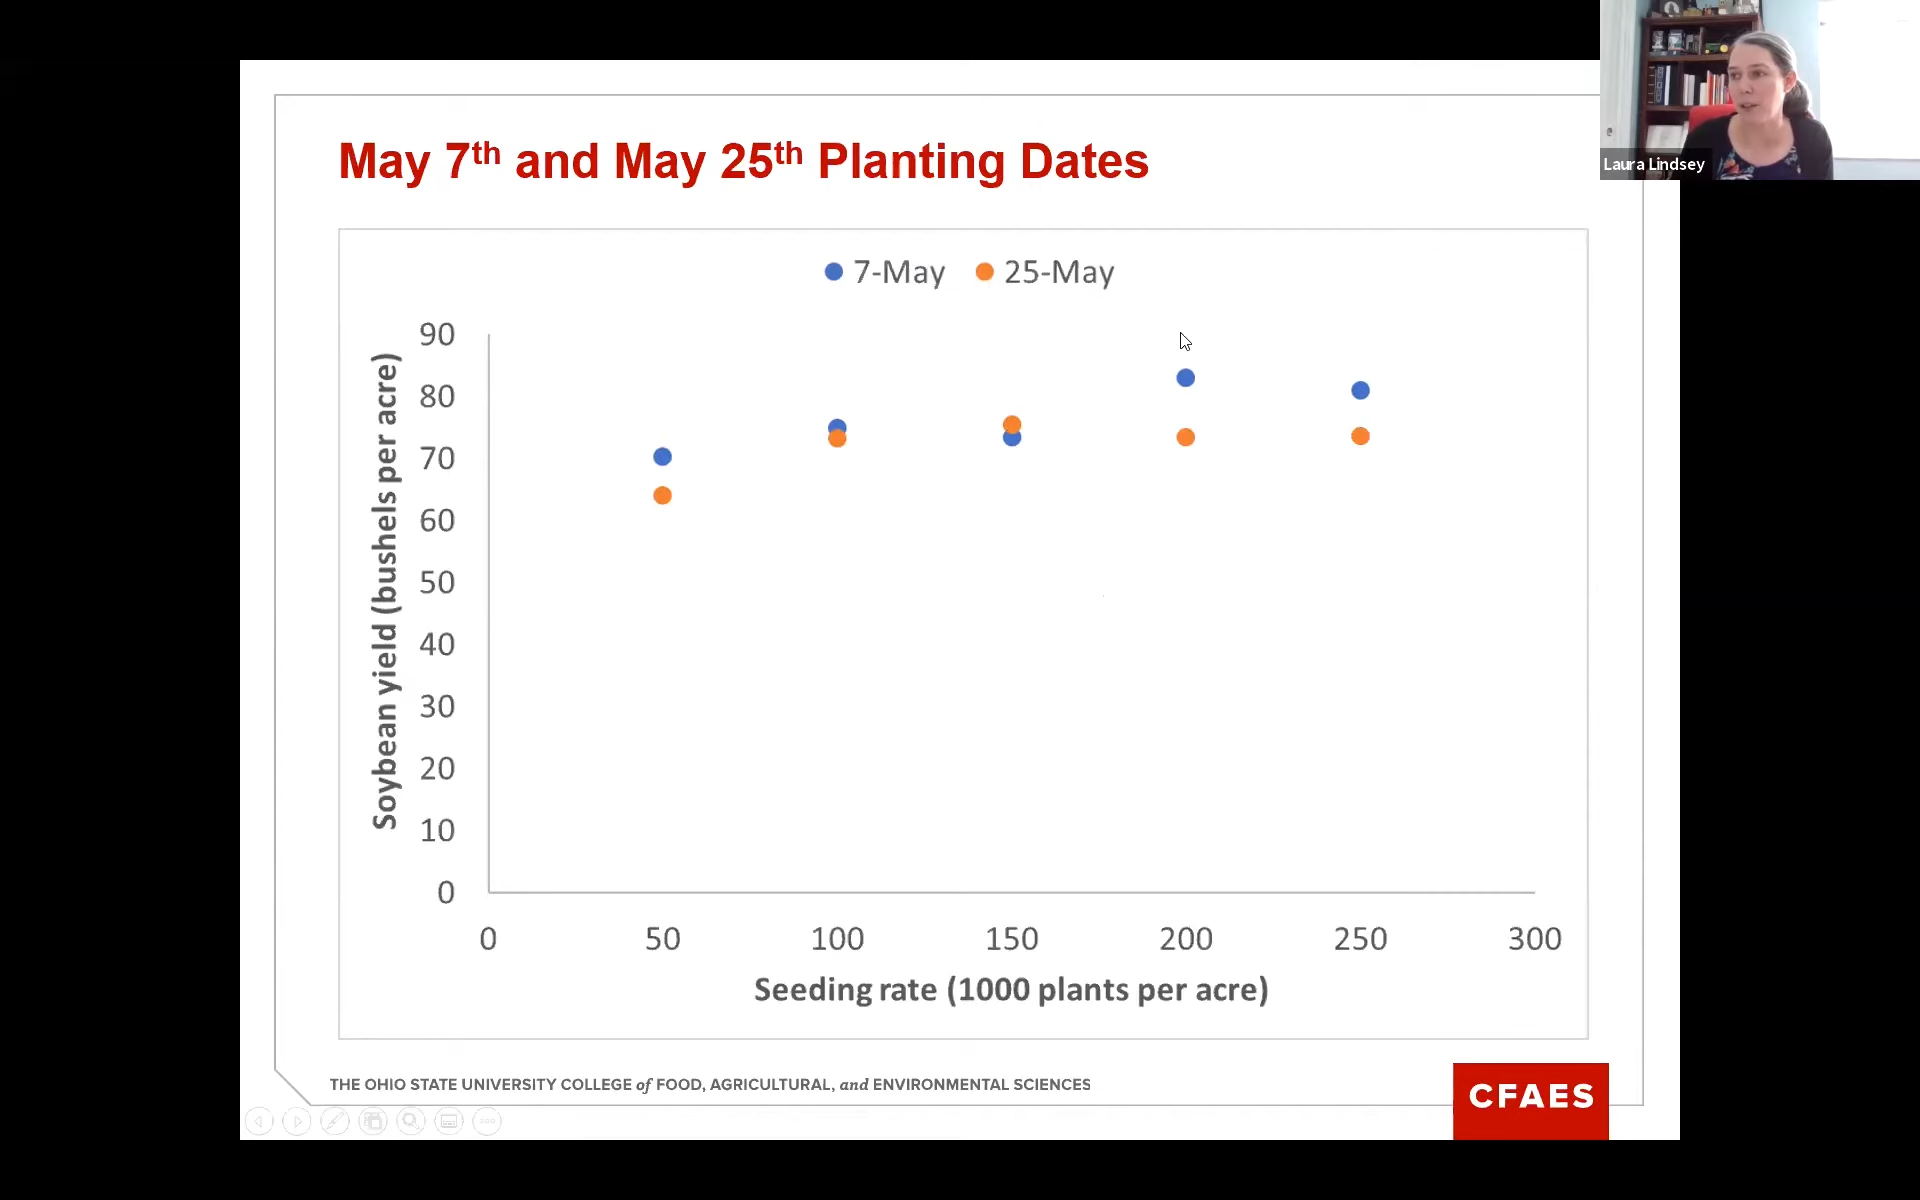 Laura Lindsey
May 7th and May 25th Planting Dates
7-May 25-May
Soybean yield (bushels per acre)
90
80
70
60
50
40
30
20
10
0
0 50 100 150 200 250 300
Seeding rate (1000 plants per acre)
THE OHIO STATE UNIVERSITY COLLEGE of FOOD, AGRICULTURAL, and ENVIRONMENTAL SCIENCES
CFAES